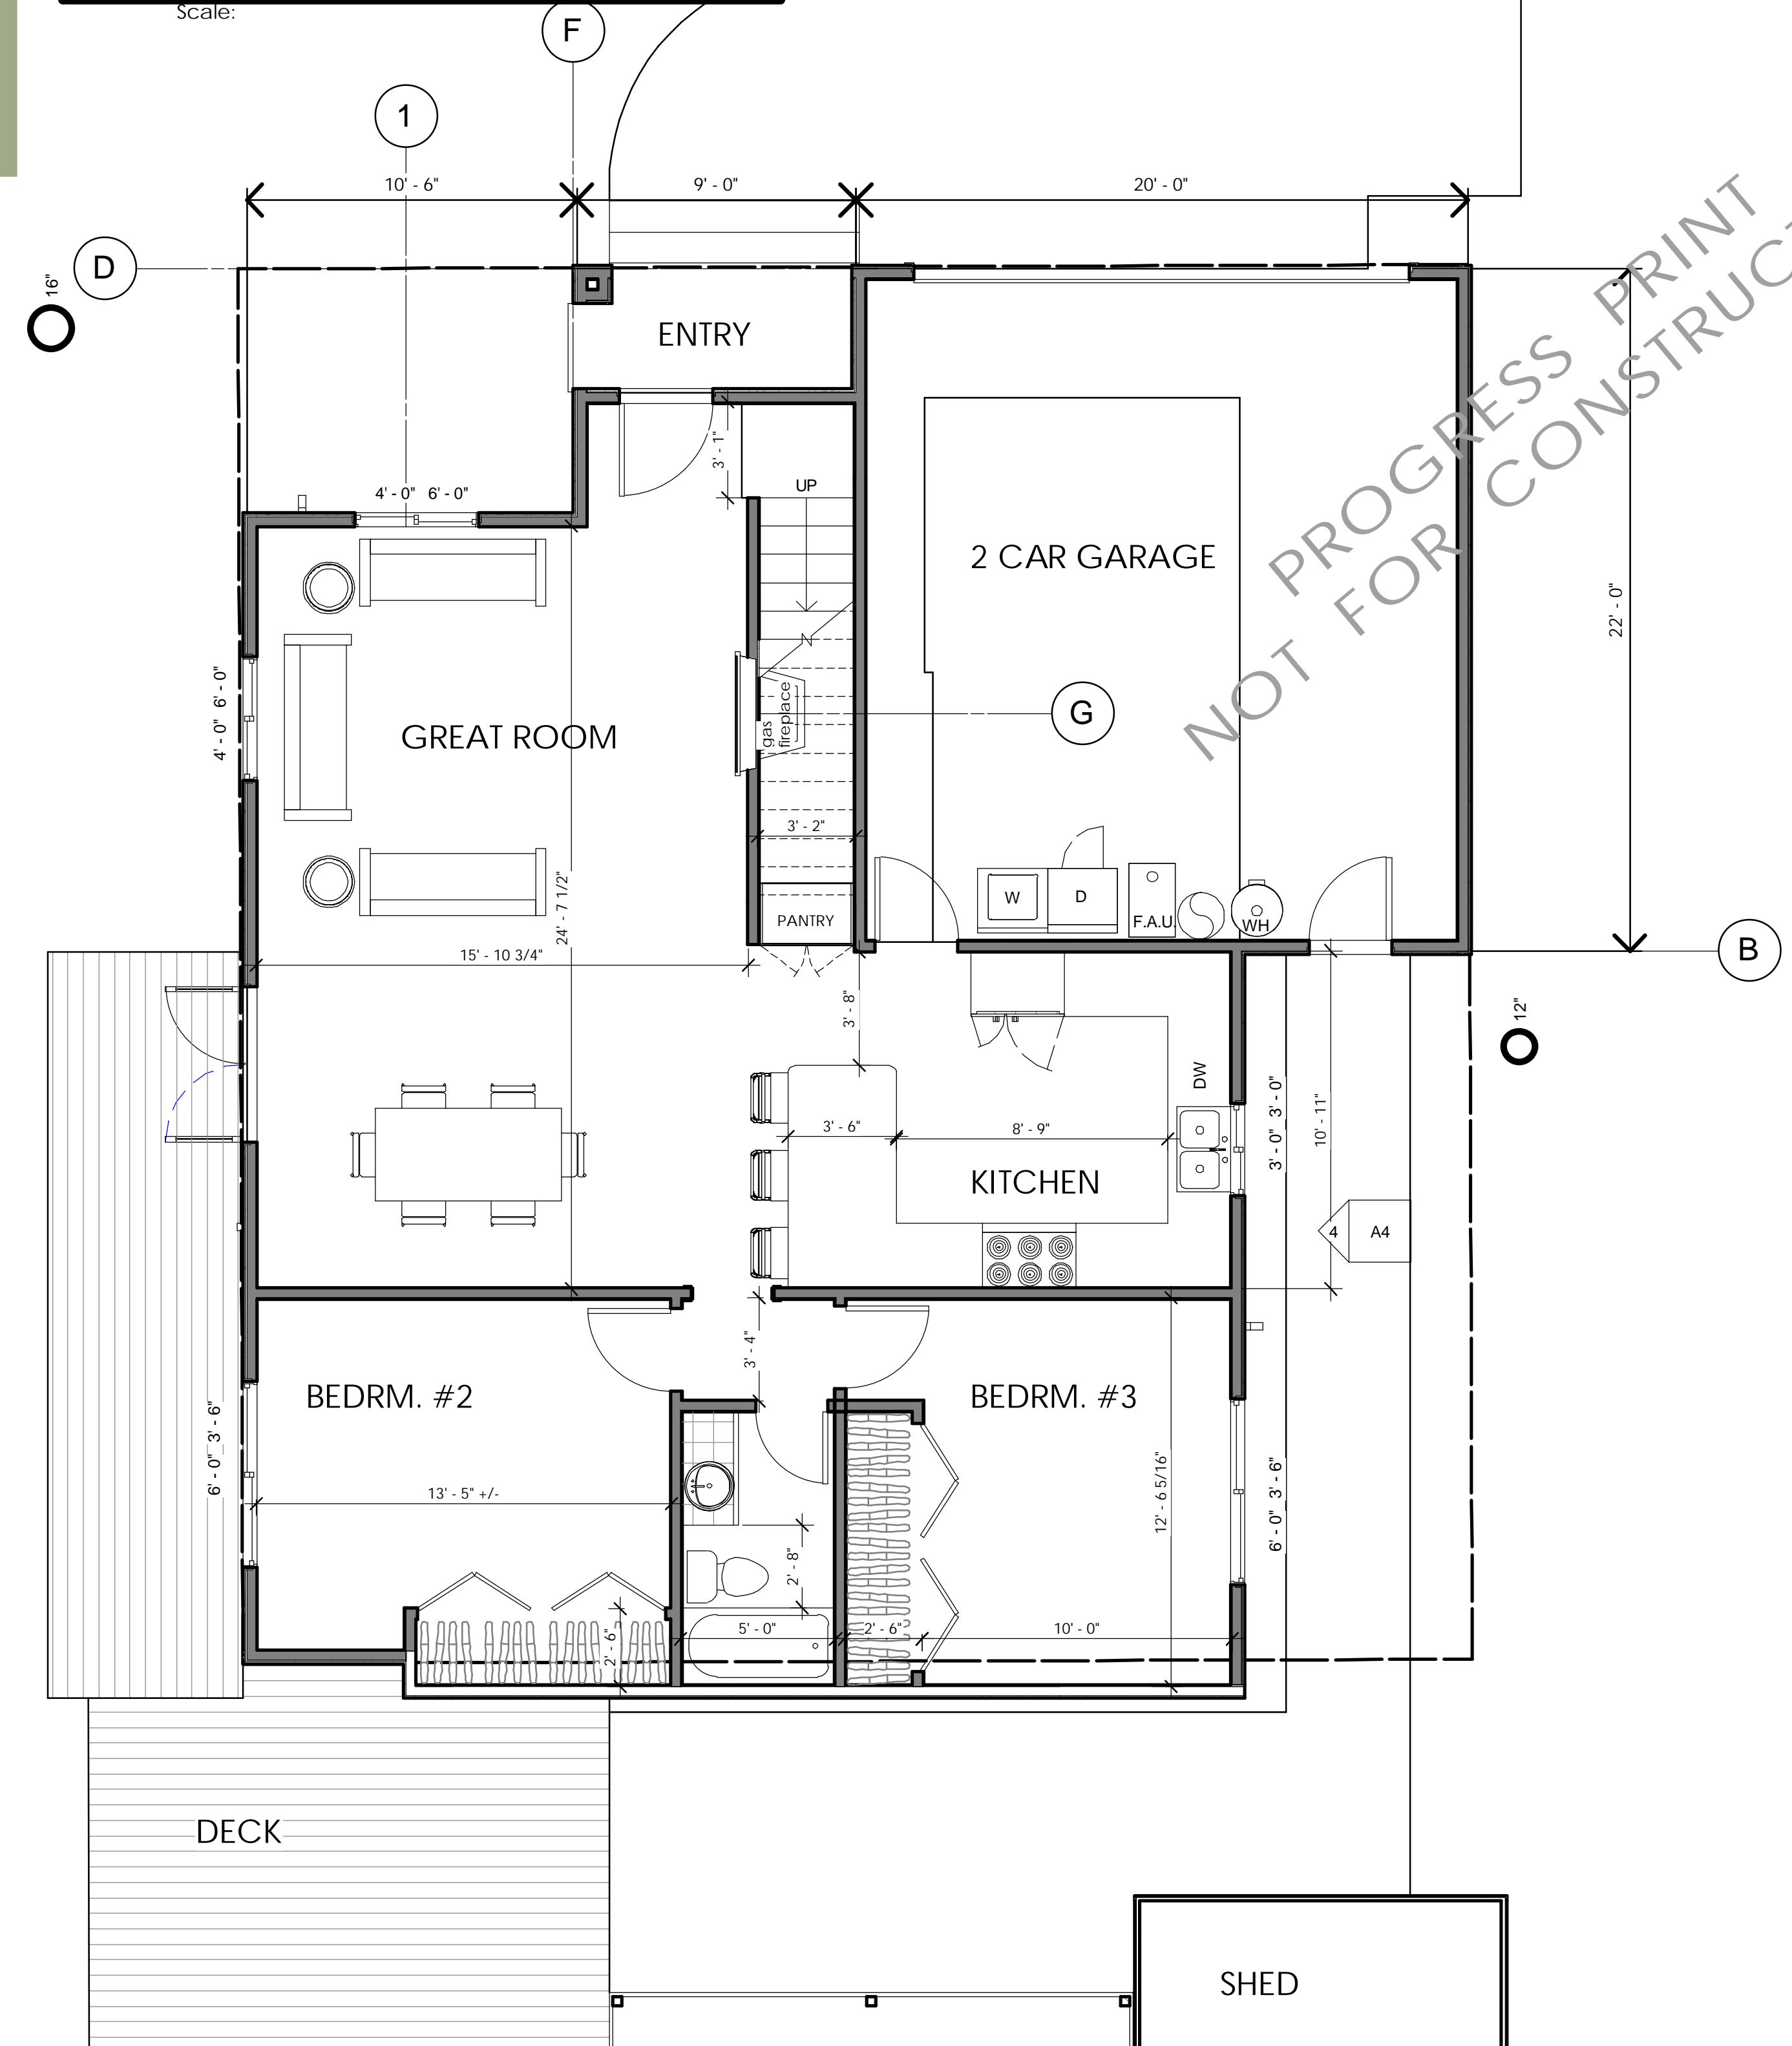 Scale:
F
1
10' - 6"
9' - 0"
20' - 0"
D
16"
PROGRESS PRINT
ENTRY
3' - 1"
UP
4' - 0" 6' - 0"
2 CAR GARAGE
22' - 0"
4' - 0" 6' - 0"
GREAT ROOM
gas
fireplace
G
3' - 2"
24' - 7 1/2"
PANTRY
W
D
F.A.U.
WH
B
15' - 10 3/4"
3' - 8"
12"
DW
3' - 0" 3' - 0"
10' - 11"
3' - 6"
8' - 9"
KITCHEN
4
A4
3' - 4"
BEDRM. #2
BEDRM. #3
6' - 0" 3' - 6"
13' - 5" +/-
12' - 6 5/16"
6' - 0" 3' - 6"
2' - 8"
2' - 6"
5' - 0"
2' - 6"
10' - 0"
DECK
SHED
NOT FOR